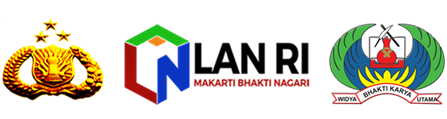 LAN RI
MAKARTI BHAKTI NAGARI
BHAKTI KARYA
WIDYA UTAMA